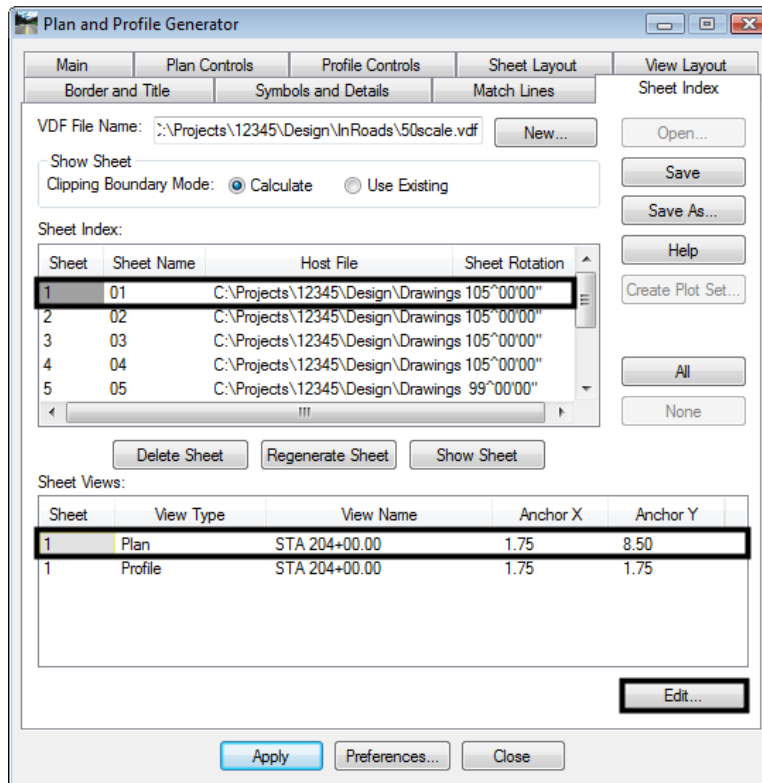 Plan and Profile Generator
Main Plan Controls Profile Controls Sheet Layout View Layout
Border and Title Symbols and Details Match Lines Sheet Index
VDF File Name: :\Projects\12345\Design\InRoads\50scale.vdf New... Open...
Show Sheet
Clipping Boundary Mode: Calculate Use Existing
Save
Save As...
Help
Create Plot Set...
All
None
Sheet Index:
Sheet Sheet Name Host File Sheet Rotation
1 01 C:\Projects\12345\Design\Drawings 105^00'00"
2 02 C:\Projects\12345\Design\Drawings 105^00'00"
3 03 C:\Projects\12345\Design\Drawings 105^00'00"
4 04 C:\Projects\12345\Design\Drawings 105^00'00"
5 05 C:\Projects\12345\Design\Drawings 99^00'00"
Delete Sheet Regenerate Sheet Show Sheet
Sheet Views:
Sheet View Type View Name Anchor X Anchor Y
1 Plan STA 204+00.00 1.75 8.50
1 Profile STA 204+00.00 1.75 1.75
Edit...
Apply Preferences... Close